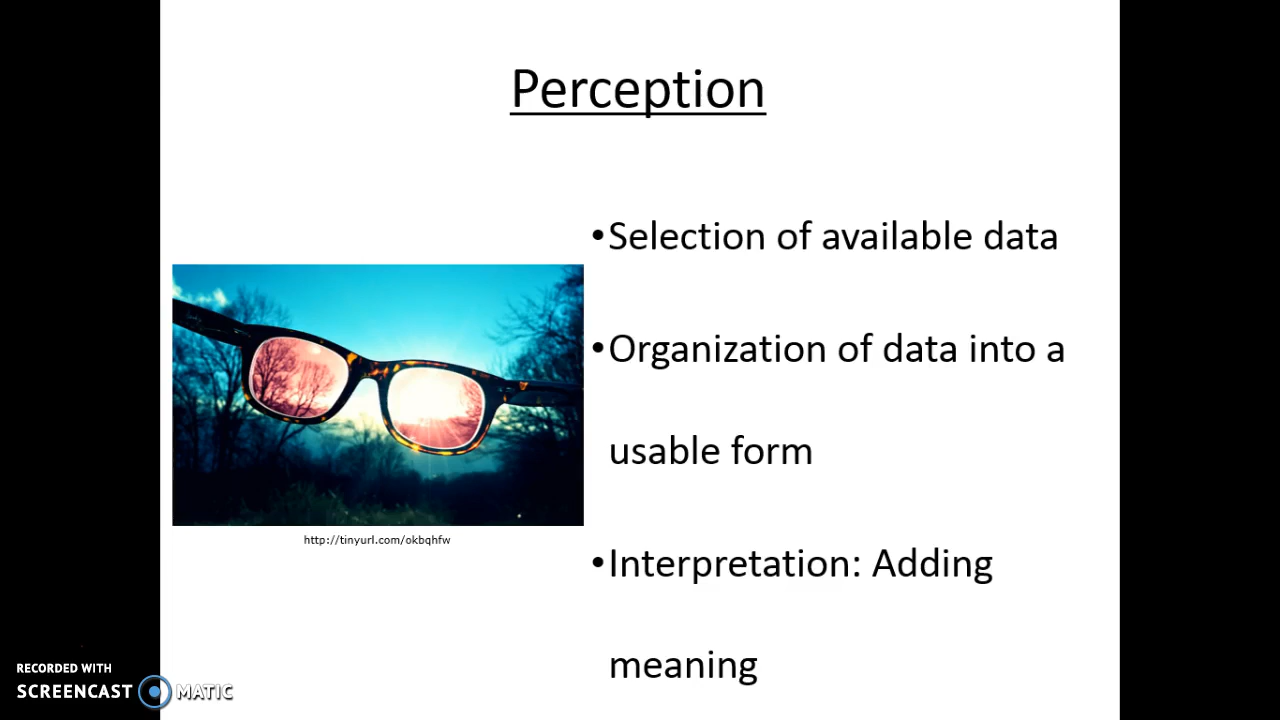 Perception
•Selection of available data
•Organization of data into a
usable form
http://tinyurl.com/okbqhfw
•Interpretation: Adding
meaning
RECORDED WITH
SCREENCAST MATIC